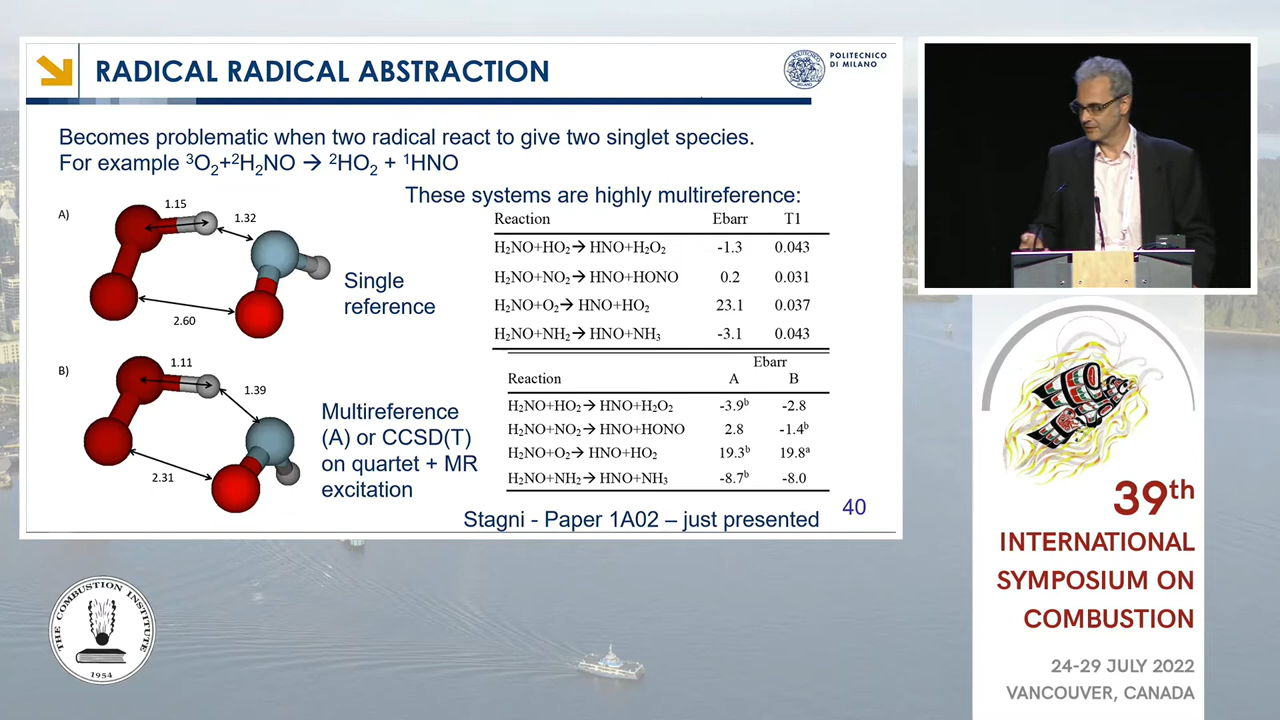 RADICAL RADICAL ABSTRACTION
POLITECNICO
DI MILANO
Becomes problematic when two radical react to give two singlet species.
For example ³O₂+²H₂NO → ²HO₂ + ¹HNO
These systems are highly multireference:
A)
1.15
1.32
2.60
Single
reference
Reaction Ebarr T1
H₂NO+HO₂→ HNO+H₂O₂ -1.3 0.043
H₂NO+NO₂→ HNO+HONO 0.2 0.031
H₂NO+O₂→ HNO+HO₂ 23.1 0.037
H₂NO+NH₂→ HNO+NH₃ -3.1 0.043
B)
1.11
1.39
2.31
Multireference
(A) or CCSD(T)
on quartet + MR
excitation
Ebarr
Reaction A B
H₂NO+HO₂→ HNO+H₂O₂ -3.9ᵇ -2.8
H₂NO+NO₂→ HNO+HONO 2.8 -1.4ᵇ
H₂NO+O₂→ HNO+HO₂ 19.3ᵇ 19.8ᵃ
H₂NO+NH₂→ HNO+NH₃ -8.7ᵇ -8.0
Stagni - Paper 1A02 – just presented
40
39th
INTERNATIONAL
SYMPOSIUM ON
COMBUSTION
24-29 JULY 2022
VANCOUVER, CANADA
THE COMBUSTION INSTITUTE
1954